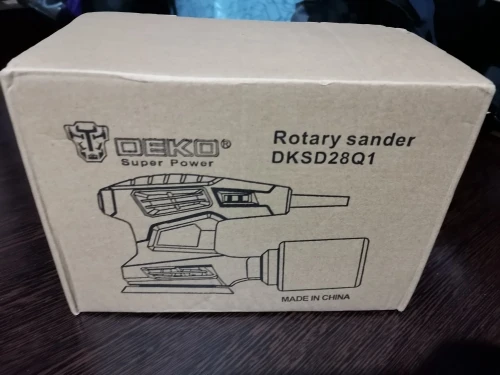 DEKO®
Super Power
Rotary sander
DKSD28Q1
MADE IN CHINA